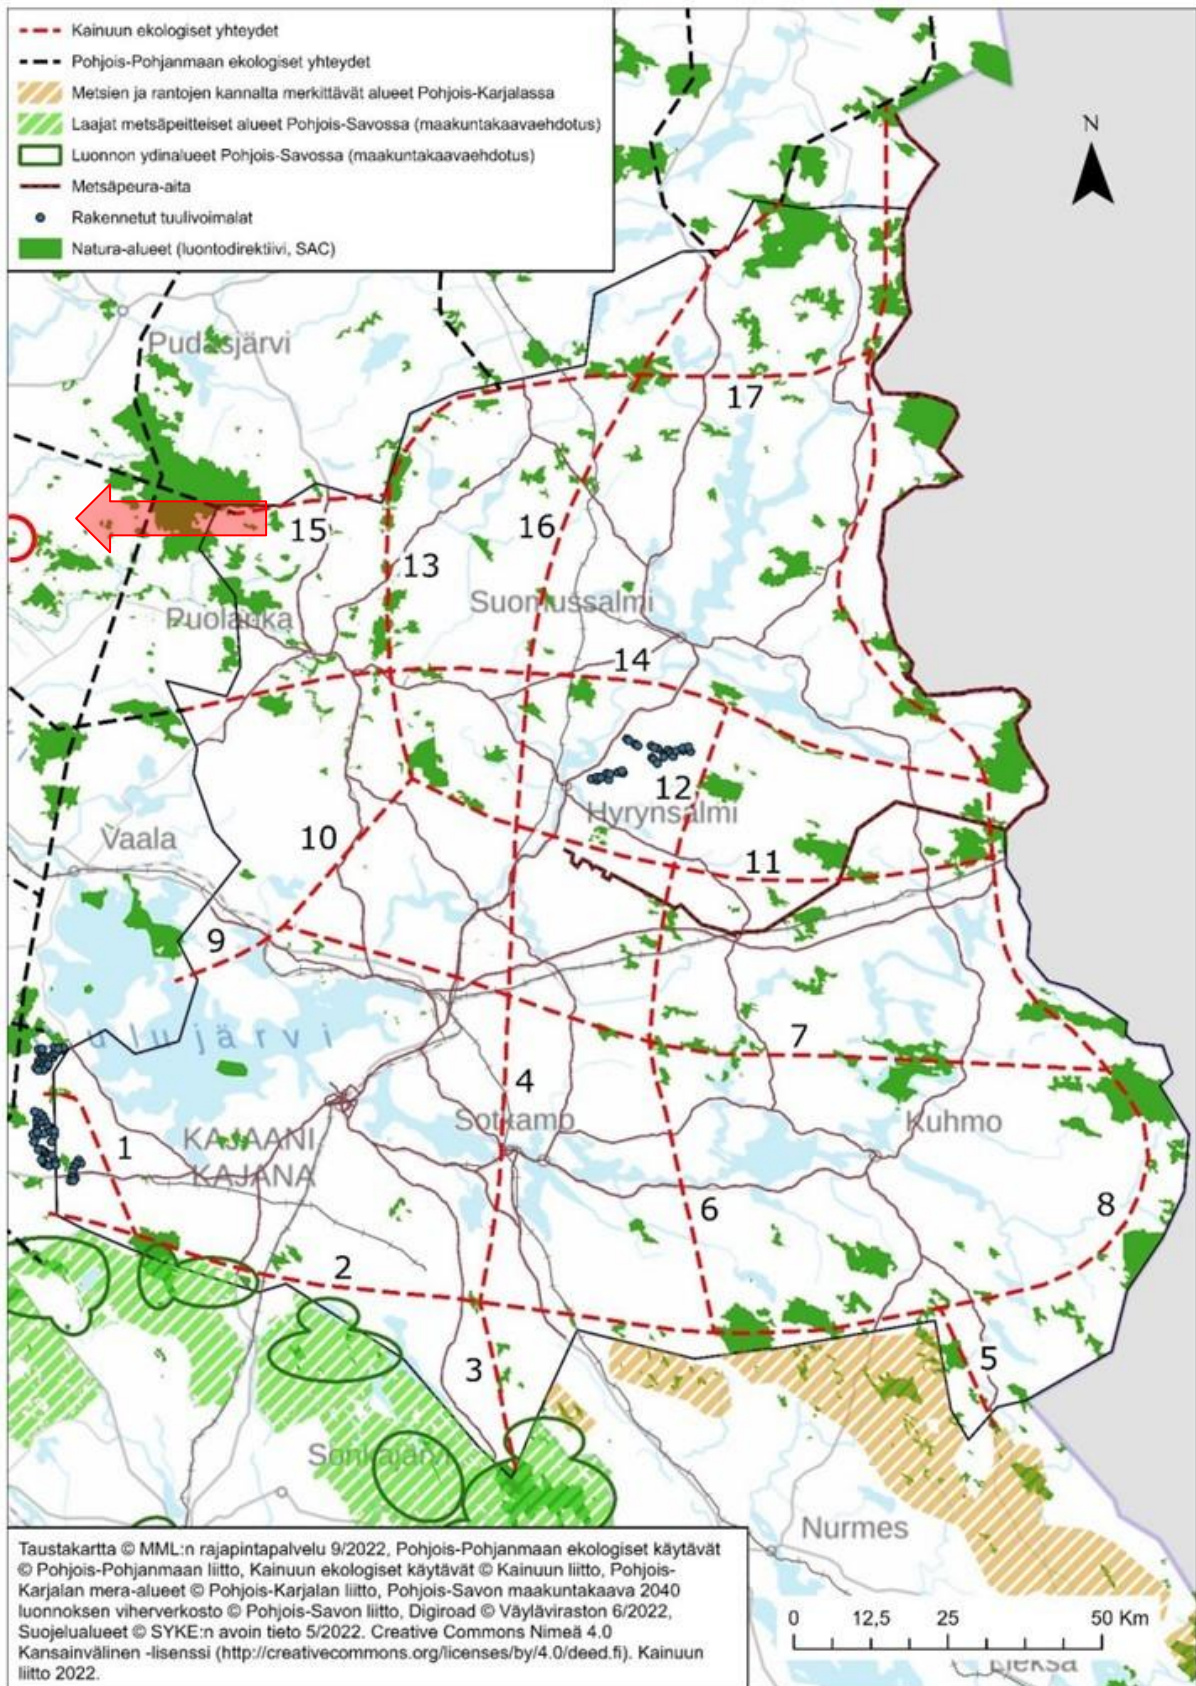 Kainuun ekologiset yhteydet
Pohjois-Pohjanmaan ekologiset yhteydet
Metsien ja rantojen kannalta merkittävät alueet Pohjois-Karjalassa
Laajat metsäpeitteiset alueet Pohjois-Savossa (maakuntakaavaehdotus)
Luonnon ydinalueet Pohjois-Savossa (maakuntakaavaehdotus)
Metsäpeura-aita
Rakennetut tuulivoimalat
Natura-alueet (luontodirektiivi, SAC)
N
Pudasjärvi
17
16
15
13
Suomussalmi
Puolanka
14
12
Hyrynsalmi
10
Vaala
11
9
7
ulujärvi
4
Sotkamo
Kuhmo
1
KAJAANI
KAJANA
6
8
2
3
5
Sonkajärvi
Nurmes
Taustakartta © MML:n rajapintapalvelu 9/2022, Pohjois-Pohjanmaan ekologiset käytävät
© Pohjois-Pohjanmaan liitto, Kainuun ekologiset käytävät © Kainuun liitto, Pohjois-
Karjalan mera-alueet © Pohjois-Karjalan liitto, Pohjois-Savon maakuntakaava 2040
luonnoksen viherverkosto © Pohjois-Savon liitto, Digiroad © Väyläviraston 6/2022,
Suojelualueet © SYKE:n avoin tieto 5/2022. Creative Commons Nimeä 4.0
Kansainvälinen -lisenssi (http://creativecommons.org/licenses/by/4.0/deed.fi). Kainuun
liitto 2022.
0 12,5 25 50 Km